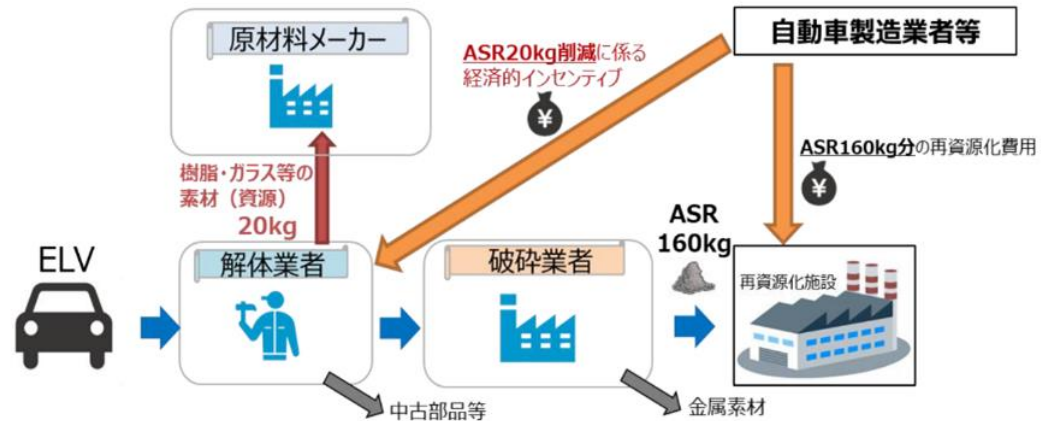 原材料メーカー
自動車製造業者等
ASR20kg削減に係る
経済的インセンティブ
¥
ASR160kg分の再資源化費用
¥
樹脂・ガラス等の
素材（資源）
20kg
ASR
160kg
ELV
解体業者
破砕業者
再資源化施設
中古部品等
金属素材